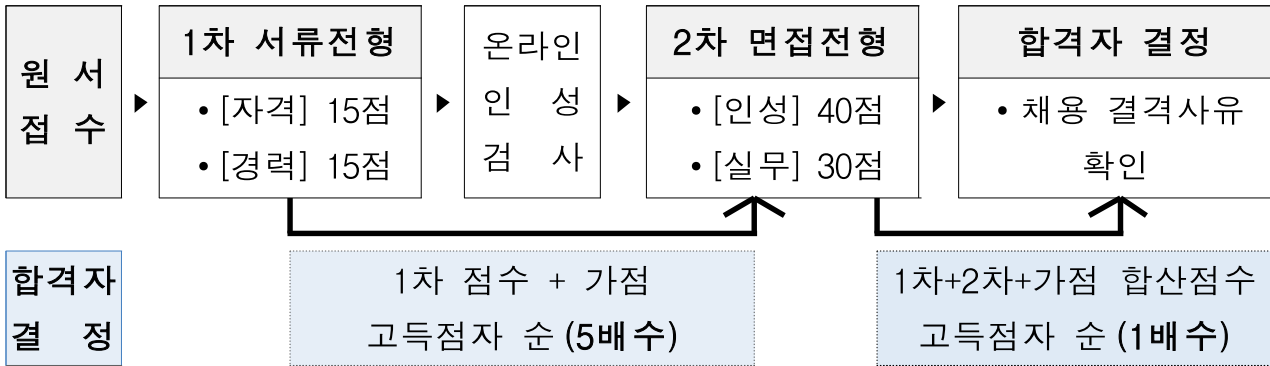 원 서
접 수
1차 서류전형
• [자격] 15점
• [경력] 15점
온라인
인 성
검 사
2차 면접전형
• [인성] 40점
• [실무] 30점
합격자 결정
• 채용 결격사유
확인
합격자
결 정
1차 점수 + 가점
고득점자 순 (5배수)
1차+2차+가점 합산점수
고득점자 순 (1배수)